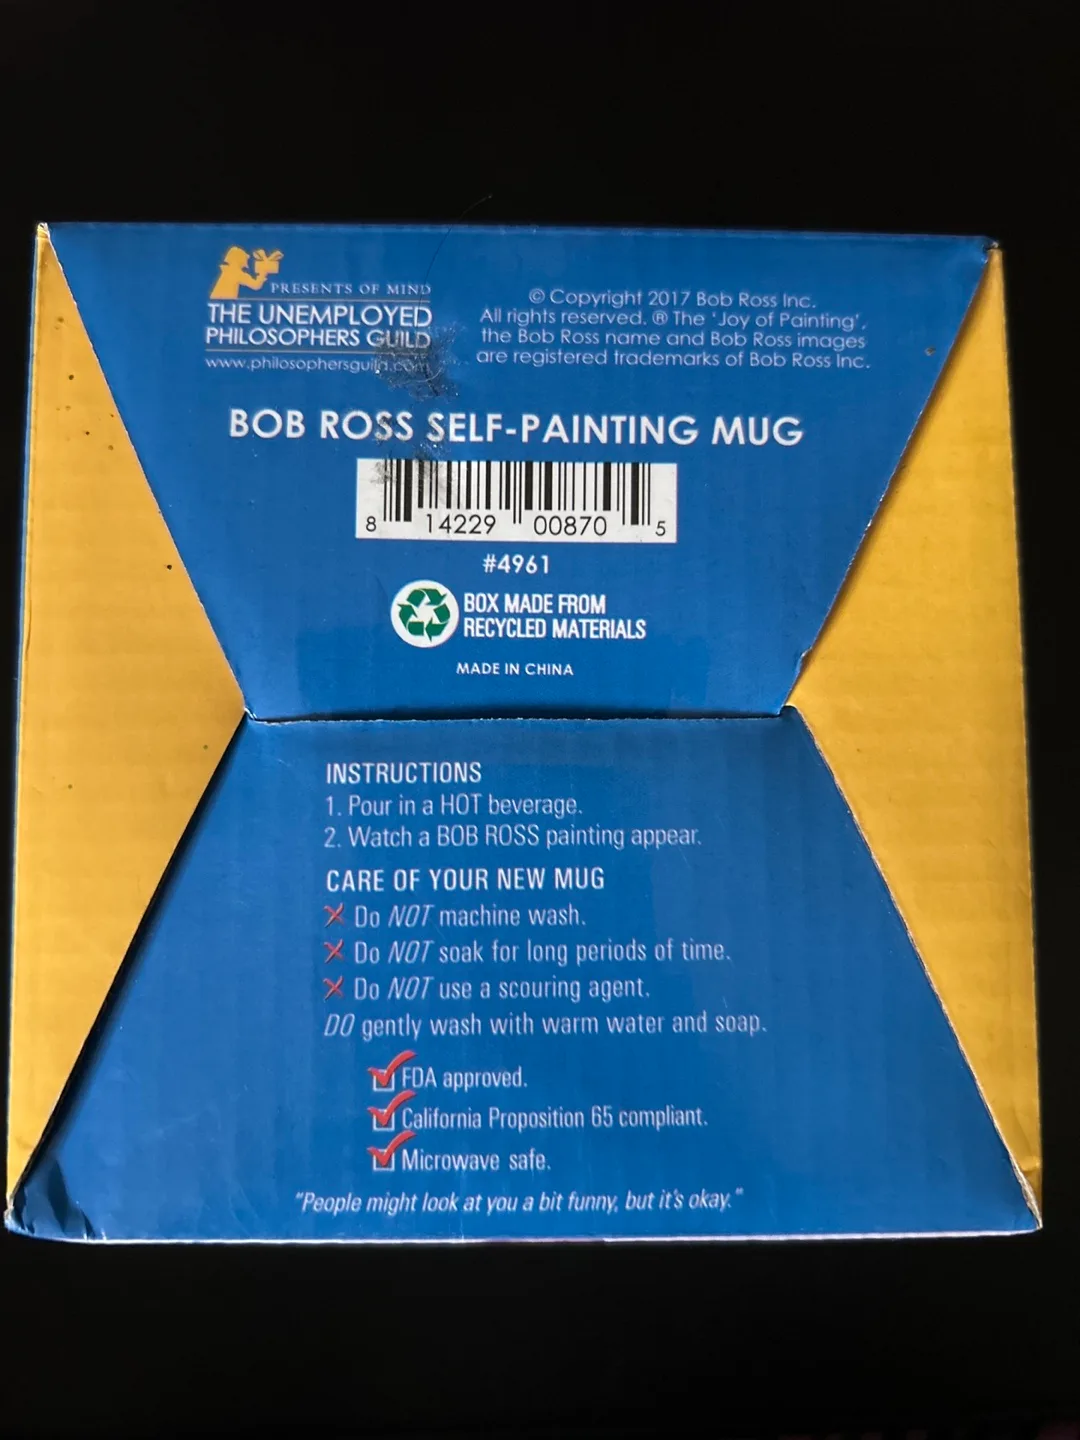 PRESENTS OF MIND
THE UNEMPLOYED
PHILOSOPHERS GUILD
www.philosophersguild.com
© Copyright 2017 Bob Ross Inc.
All rights reserved. ® The 'Joy of Painting',
the Bob Ross name and Bob Ross images
are registered trademarks of Bob Ross Inc.
BOB ROSS SELF-PAINTING MUG
8 14229 00870 5
#4961
BOX MADE FROM
RECYCLED MATERIALS
MADE IN CHINA
INSTRUCTIONS
1. Pour in a HOT beverage.
2. Watch a BOB ROSS painting appear.
CARE OF YOUR NEW MUG
Do NOT machine wash.
Do NOT soak for long periods of time.
Do NOT use a scouring agent.
DO gently wash with warm water and soap.
FDA approved.
California Proposition 65 compliant.
Microwave safe.
"People might look at you a bit funny, but it's okay."